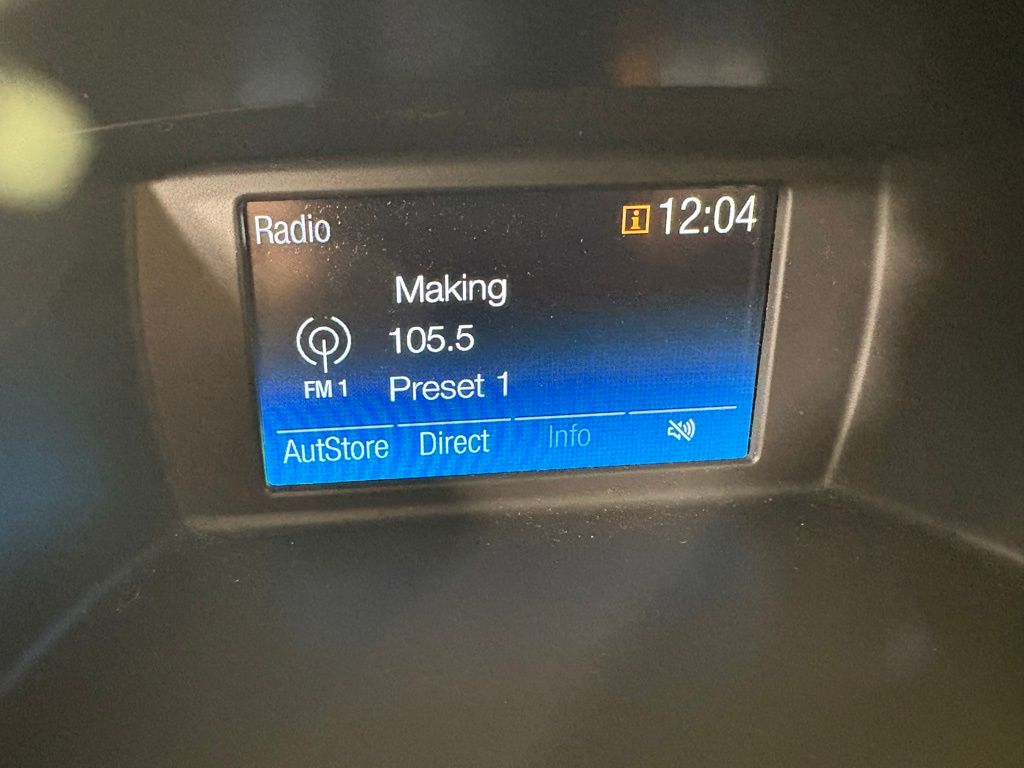 Radio
i 12:04
Making
105.5
FM 1
Preset 1
AutStore Direct Info